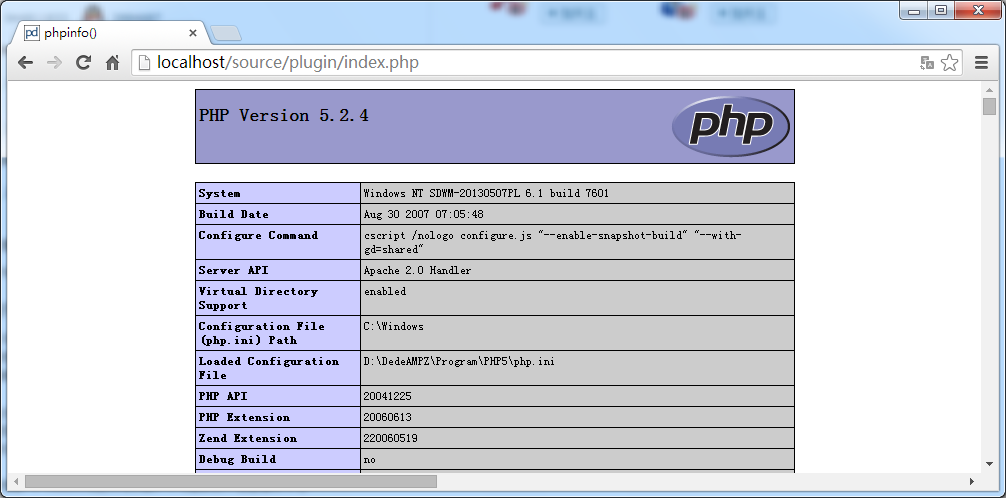 phpinfo()
localhost/source/plugin/index.php
PHP Version 5.2.4
php
System
Windows NT SDWM-20130507PL 6.1 build 7601
Build Date
Aug 30 2007 07:05:48
Configure Command
cscript /nologo configure.js "--enable-snapshot-build" "--with-
gd=shared"
Server API
Apache 2.0 Handler
Virtual Directory
Support
enabled
Configuration File
(php.ini) Path
C:\Windows
Loaded Configuration
File
D:\DedeAMPZ\Program\PHP5\php.ini
PHP API
20041225
PHP Extension
20060613
Zend Extension
220060519
Debug Build
no